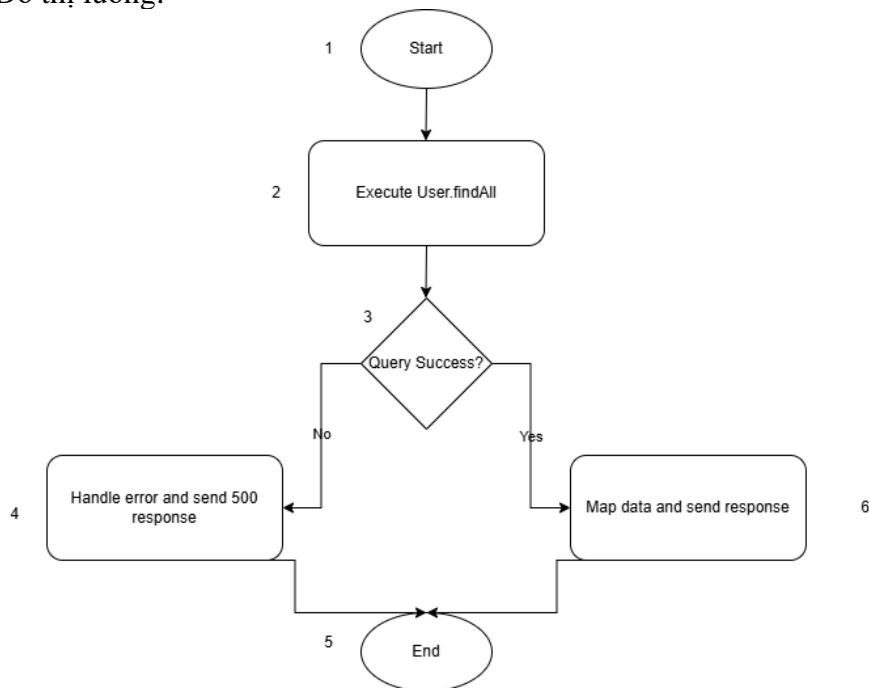 Đồ thị luồng:
1
Start
2
Execute User.findAll
3
Query Success?
No
Yes
4
Handle error and send 500
response
Map data and send response
6
5
End